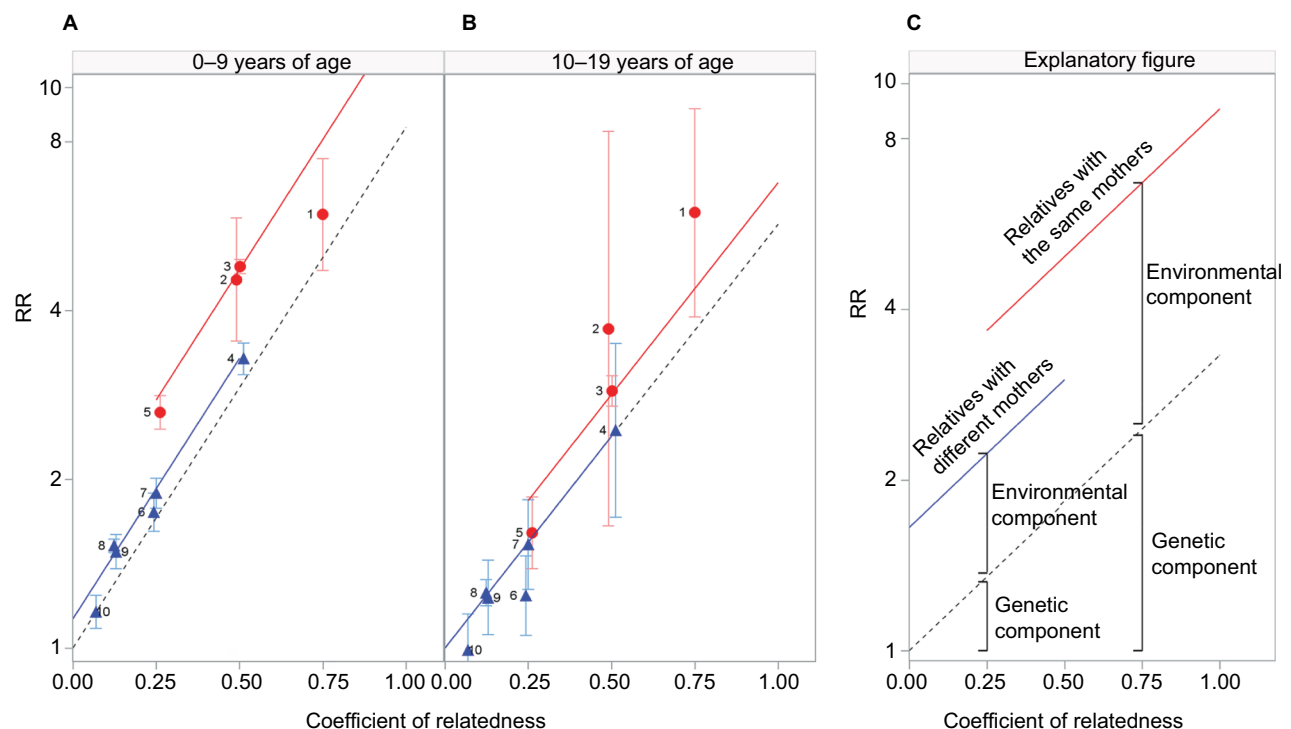 A
B
C
0–9 years of age
10–19 years of age
Explanatory figure
RR
10
8
4
2
1
1
3
2
4
5
7
6
8
9
10
0.00
0.25
0.50
0.75
1.00
1
2
3
4
5
7
6
8
9
10
0.00
0.25
0.50
0.75
1.00
Coefficient of relatedness
RR
10
8
4
2
1
Relatives with
the same mothers
Relatives with
different mothers
Environmental
component
Environmental
component
Genetic
component
Genetic
component
0.00
0.25
0.50
0.75
1.00
Coefficient of relatedness